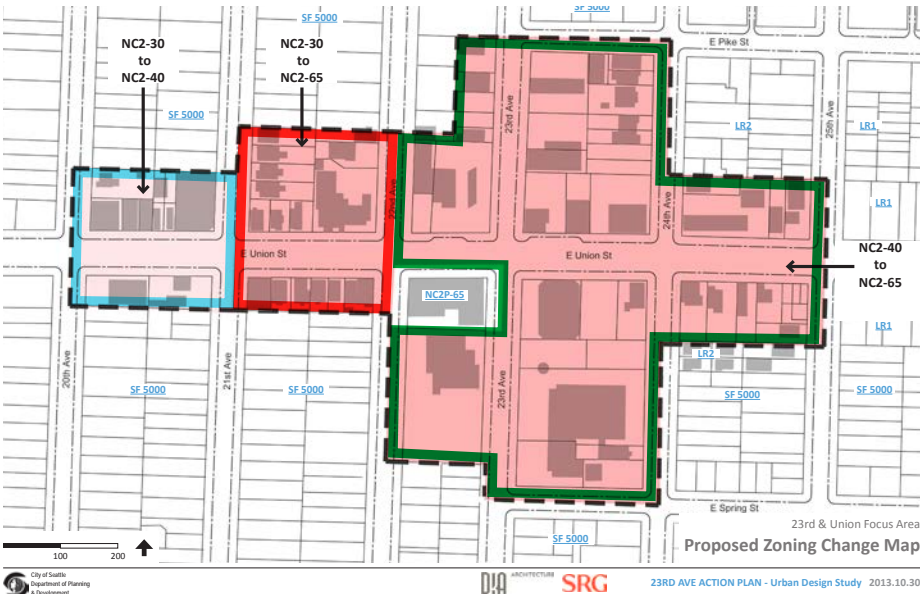 SF 5000
SF 5000
E Pike St
NC2-30
to
NC2-40
NC2-30
to
NC2-65
SF 5000
23rd Ave
LR2
25th Ave
LR1
22nd Ave
24th Ave
LR1
E Union St
E Union St
NC2-40
to
NC2-65
NC2P-65
LR1
LR2
20th Ave
21st Ave
23rd Ave
SF 5000
SF 5000
SF 5000
SF 5000
E Spring St
SF 5000
23rd & Union Focus Area
Proposed Zoning Change Map
100
200
City of Seattle
Department of Planning
& Development
ARCHITECTURE
SRG
23RD AVE ACTION PLAN - Urban Design Study 2013.10.30